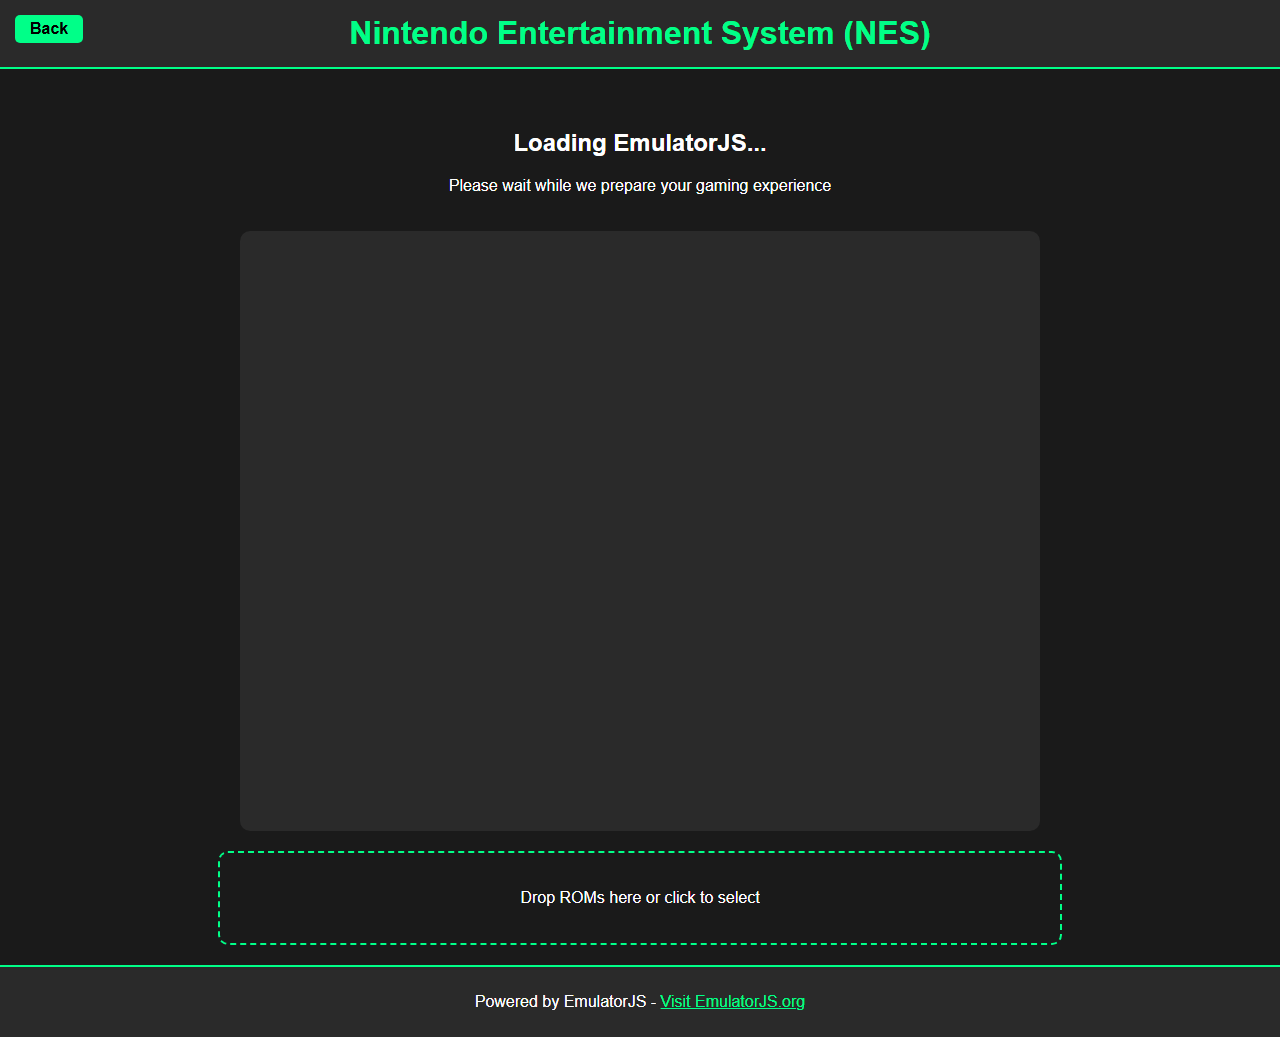 Back
Nintendo Entertainment System (NES)
Loading EmulatorJS...
Please wait while we prepare your gaming experience
Drop ROMs here or click to select
Powered by EmulatorJS - Visit EmulatorJS.org